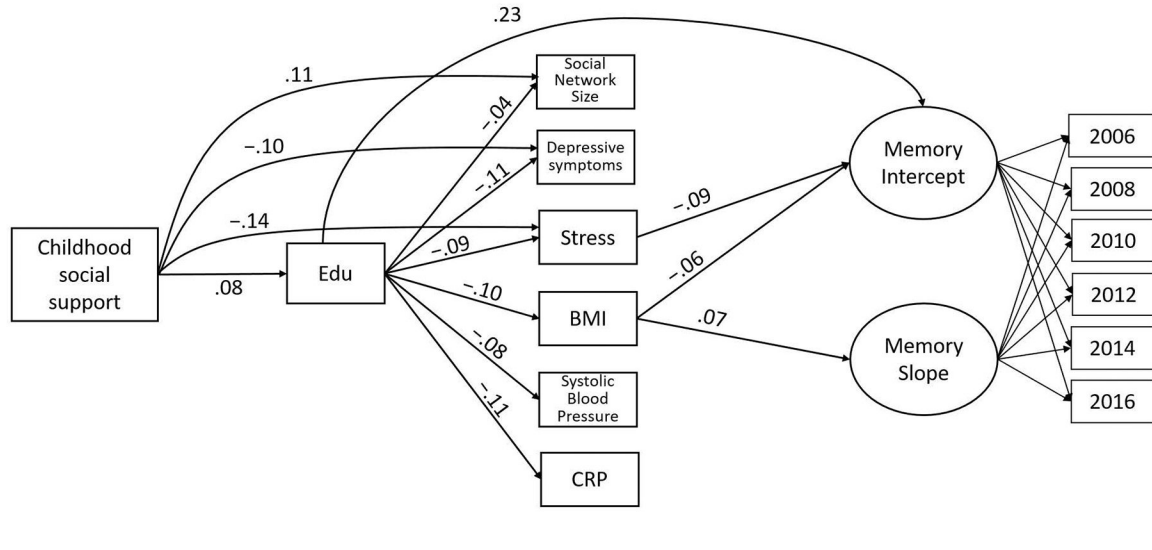 .23
.11
Social
Network
Size
−.04
−.10
Depressive
symptoms
−.11
−.14
Stress
−.09
Childhood
social
support
.08
Edu
−.10
BMI
−.08
Systolic
Blood
Pressure
−.11
CRP
−.09
−.06
.07
Memory
Intercept
Memory
Slope
2006
2008
2010
2012
2014
2016